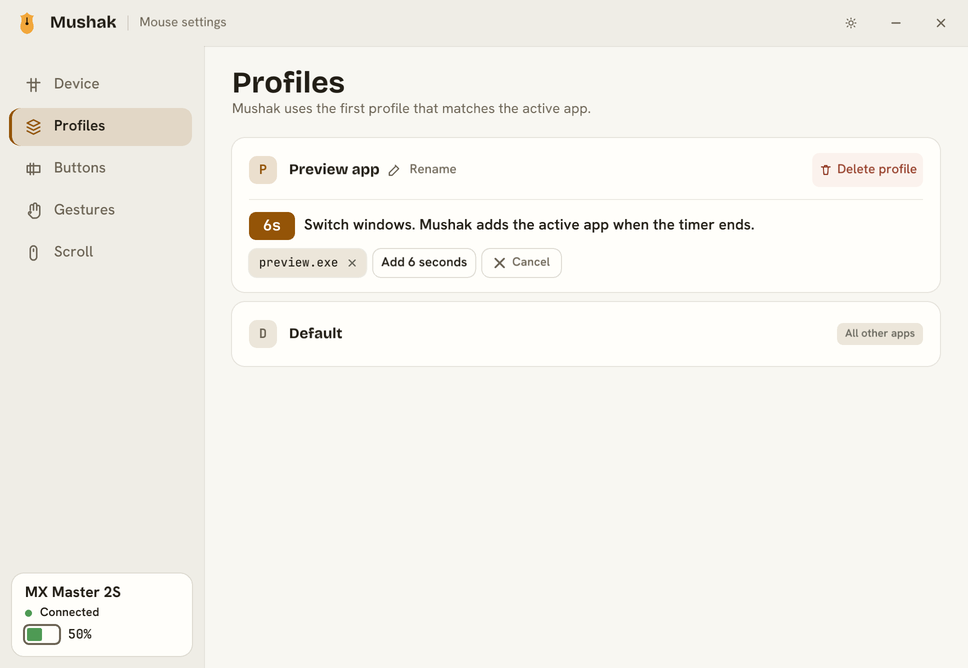 Mushak
Mouse settings
Device
Profiles
Buttons
Gestures
Scroll
MX Master 2S
Connected
50%
Profiles
Mushak uses the first profile that matches the active app.
P
Preview app
Rename
Delete profile
6s
Switch windows. Mushak adds the active app when the timer ends.
preview.exe
Add 6 seconds
Cancel
D
Default
All other apps